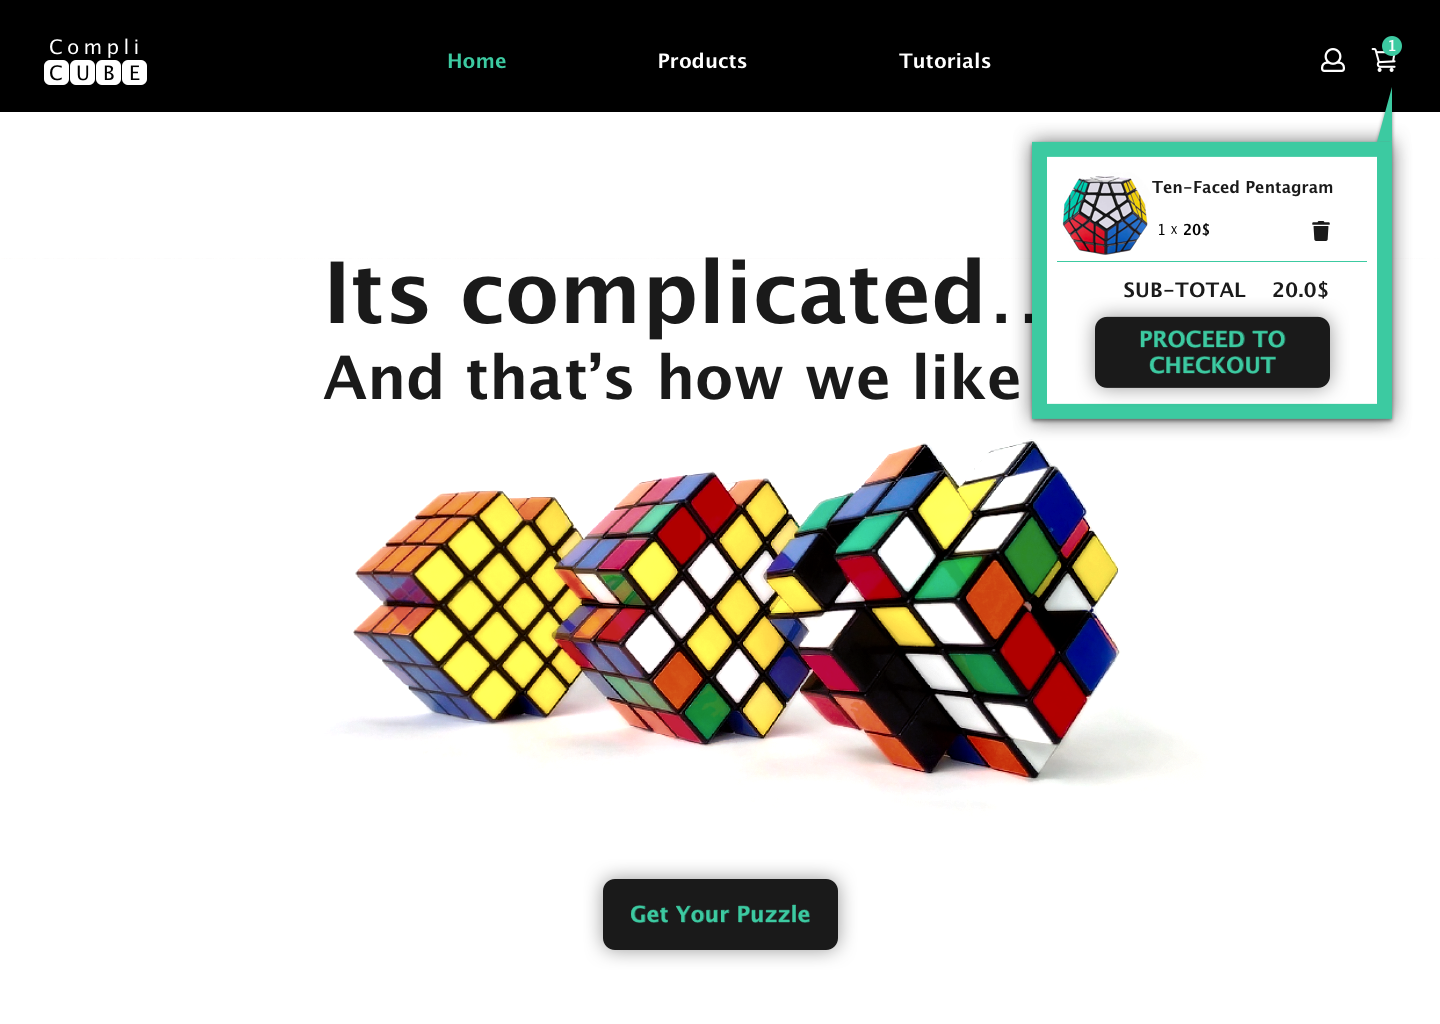 Compli
CUBE
Home Products Tutorials
1
Ten-Faced Pentagram
1 x 20$
SUB-TOTAL 20.0$
PROCEED TO
CHECKOUT
Its complicated..
And that’s how we like
Get Your Puzzle